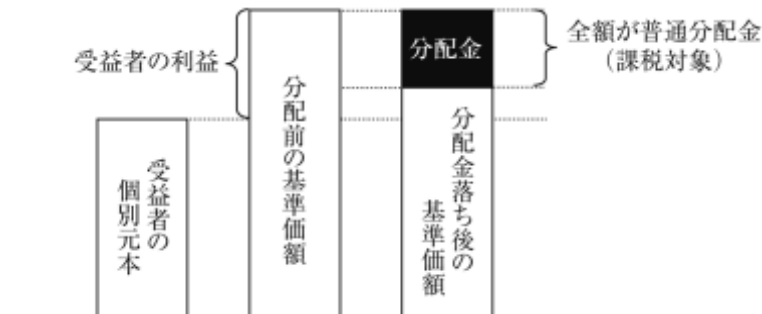 受益者の利益
受益者の
個別元本
分配前の基準価額
分配金
分配金落ち後の
基準価額
全額が普通分配金
（課税対象）